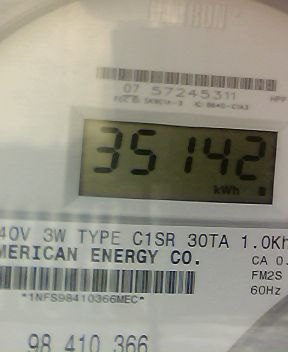 07 57245311
35142
kWh
40V 3W TYPE C1SR 30TA 1.0Kh
MERICAN ENERGY CO.
CA 0.
*1NFS98410366MEC*
FM2S
60Hz
98 410 366